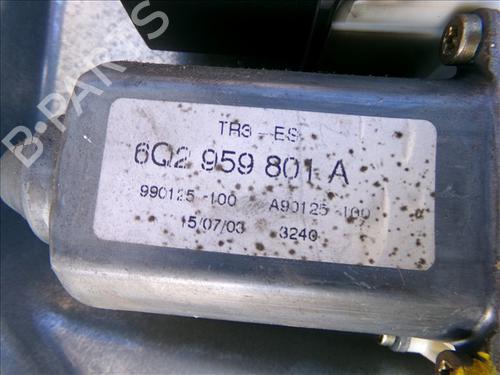 B-PARTS
TR3 -ES-
6Q2 959 801 A
990125-100 A90125-100
15/07/03 3240